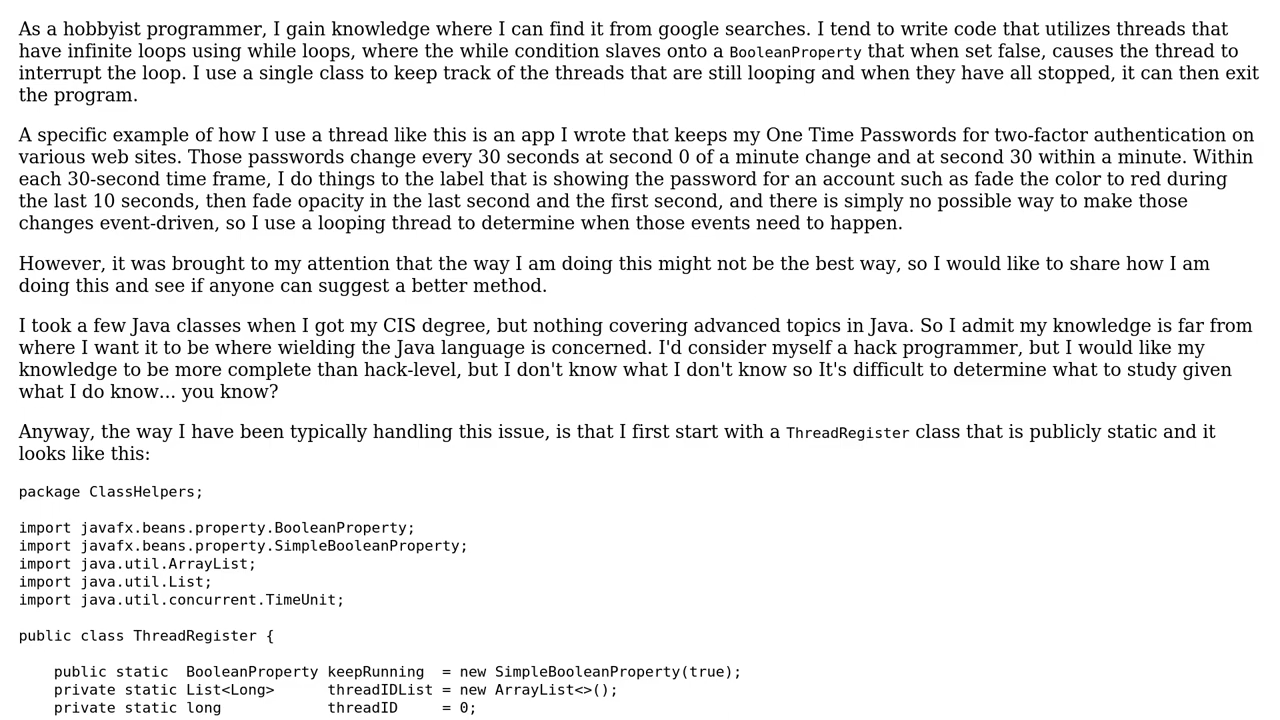 As a hobbyist programmer, I gain knowledge where I can find it from google searches. I tend to write code that utilizes threads that
have infinite loops using while loops, where the while condition slaves onto a BooleanProperty that when set false, causes the thread to
interrupt the loop. I use a single class to keep track of the threads that are still looping and when they have all stopped, it can then exit
the program.
A specific example of how I use a thread like this is an app I wrote that keeps my One Time Passwords for two-factor authentication on
various web sites. Those passwords change every 30 seconds at second 0 of a minute change and at second 30 within a minute. Within
each 30-second time frame, I do things to the label that is showing the password for an account such as fade the color to red during
the last 10 seconds, then fade opacity in the last second and the first second, and there is simply no possible way to make those
changes event-driven, so I use a looping thread to determine when those events need to happen.
However, it was brought to my attention that the way I am doing this might not be the best way, so I would like to share how I am
doing this and see if anyone can suggest a better method.
I took a few Java classes when I got my CIS degree, but nothing covering advanced topics in Java. So I admit my knowledge is far from
where I want it to be where wielding the Java language is concerned. I'd consider myself a hack programmer, but I would like my
knowledge to be more complete than hack-level, but I don't know what I don't know so It's difficult to determine what to study given
what I do know... you know?
Anyway, the way I have been typically handling this issue, is that I first start with a ThreadRegister class that is publicly static and it
looks like this:
package ClassHelpers;
import javafx.beans.property.BooleanProperty;
import javafx.beans.property.SimpleBooleanProperty;
import java.util.ArrayList;
import java.util.List;
import java.util.concurrent.TimeUnit;
public class ThreadRegister {
    public static  BooleanProperty keepRunning  = new SimpleBooleanProperty(true);
    private static List<Long>      threadIDList = new ArrayList<>();
    private static long            threadID     = 0;